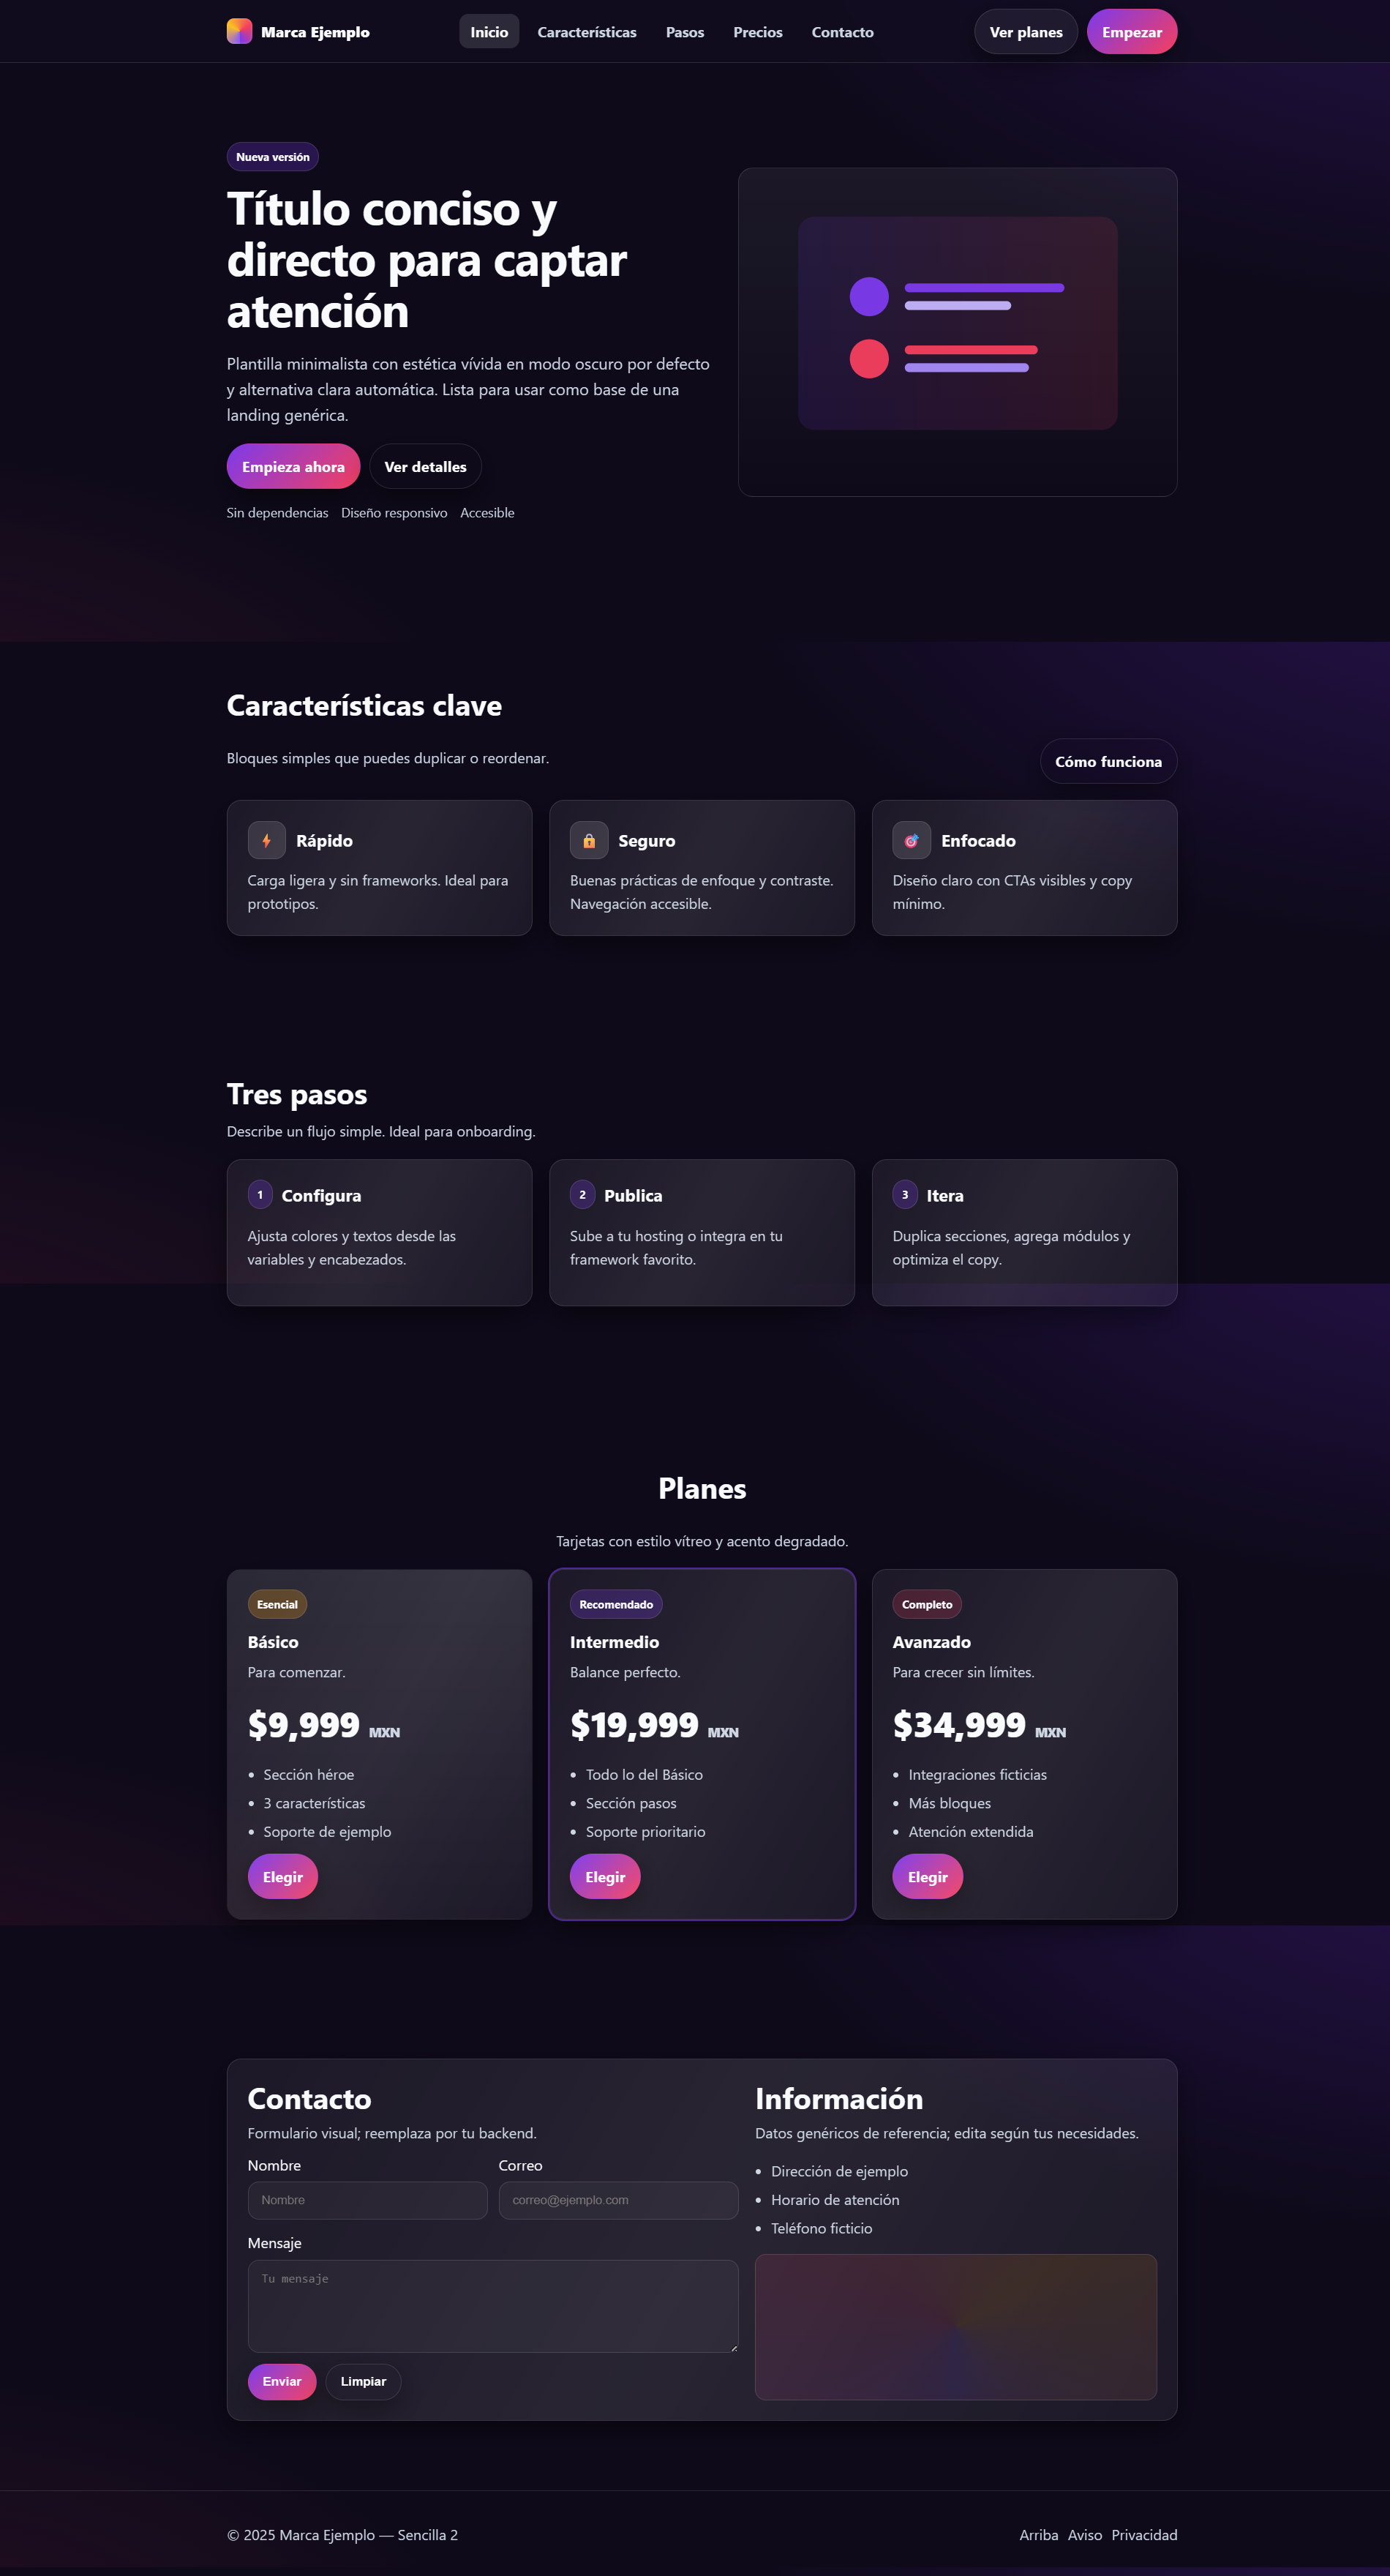 Marca Ejemplo
Inicio
Características
Pasos
Precios
Contacto
Ver planes
Empezar
Nueva versión
Título conciso y
directo para captar
atención
Plantilla minimalista con estética vívida en modo oscuro por defecto
y alternativa clara automática. Lista para usar como base de una
landing genérica.
Empieza ahora
Ver detalles
Sin dependencias
Diseño responsivo
Accesible
Características clave
Bloques simples que puedes duplicar o reordenar.
Cómo funciona
Rápido
Carga ligera y sin frameworks. Ideal para
prototipos.
Seguro
Buenas prácticas de enfoque y contraste.
Navegación accesible.
Enfocado
Diseño claro con CTAs visibles y copy
mínimo.
Tres pasos
Describe un flujo simple. Ideal para onboarding.
1 Configura
Ajusta colores y textos desde las
variables y encabezados.
2 Publica
Sube a tu hosting o integra en tu
framework favorito.
3 Itera
Duplica secciones, agrega módulos y
optimiza el copy.
Planes
Tarjetas con estilo vítreo y acento degradado.
Esencial
Básico
Para comenzar.
$9,999 MXN
• Sección héroe
• 3 características
• Soporte de ejemplo
Elegir
Recomendado
Intermedio
Balance perfecto.
$19,999 MXN
• Todo lo del Básico
• Sección pasos
• Soporte prioritario
Elegir
Completo
Avanzado
Para crecer sin límites.
$34,999 MXN
• Integraciones ficticias
• Más bloques
• Atención extendida
Elegir
Contacto
Formulario visual; reemplaza por tu backend.
Nombre
Nombre
Correo
correo@ejemplo.com
Mensaje
Tu mensaje
Enviar
Limpiar
Información
Datos genéricos de referencia; edita según tus necesidades.
• Dirección de ejemplo
• Horario de atención
• Teléfono ficticio
© 2025 Marca Ejemplo — Sencilla 2
Arriba
Aviso
Privacidad